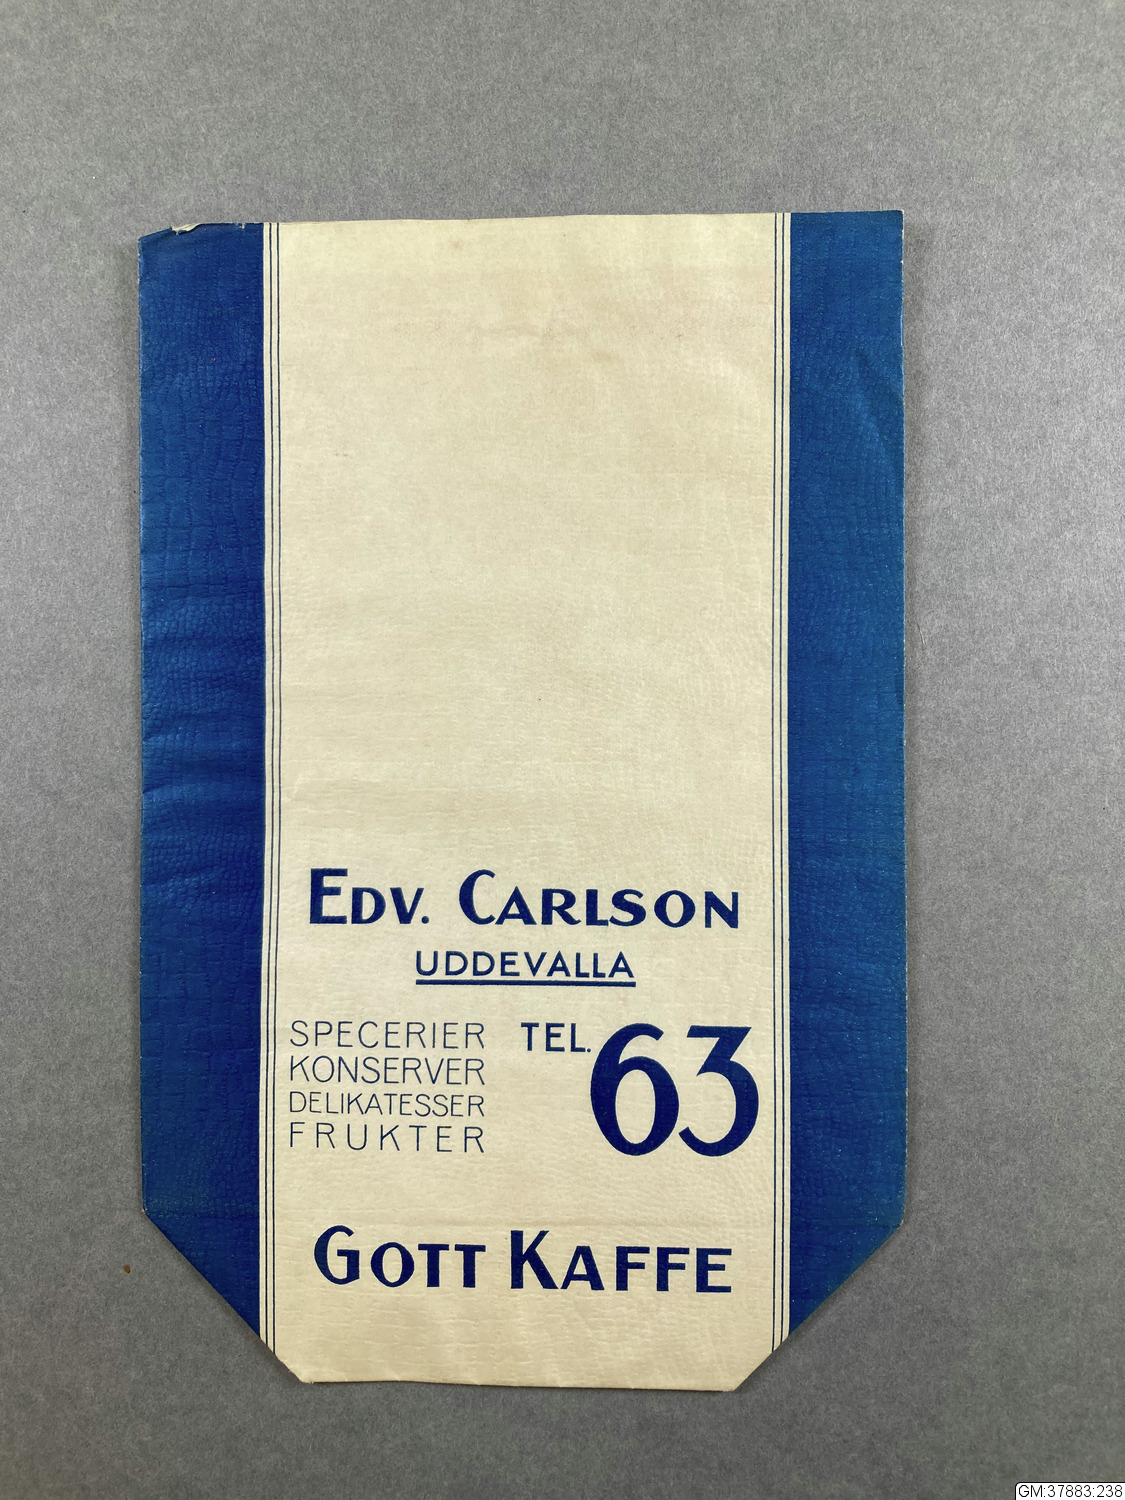 EDV. CARLSON
UDDEVALLA
SPECERIER
KONSERVER
DELIKATESSER
FRUKTER
TEL. 63
GOTT KAFFE
GM:37883:238